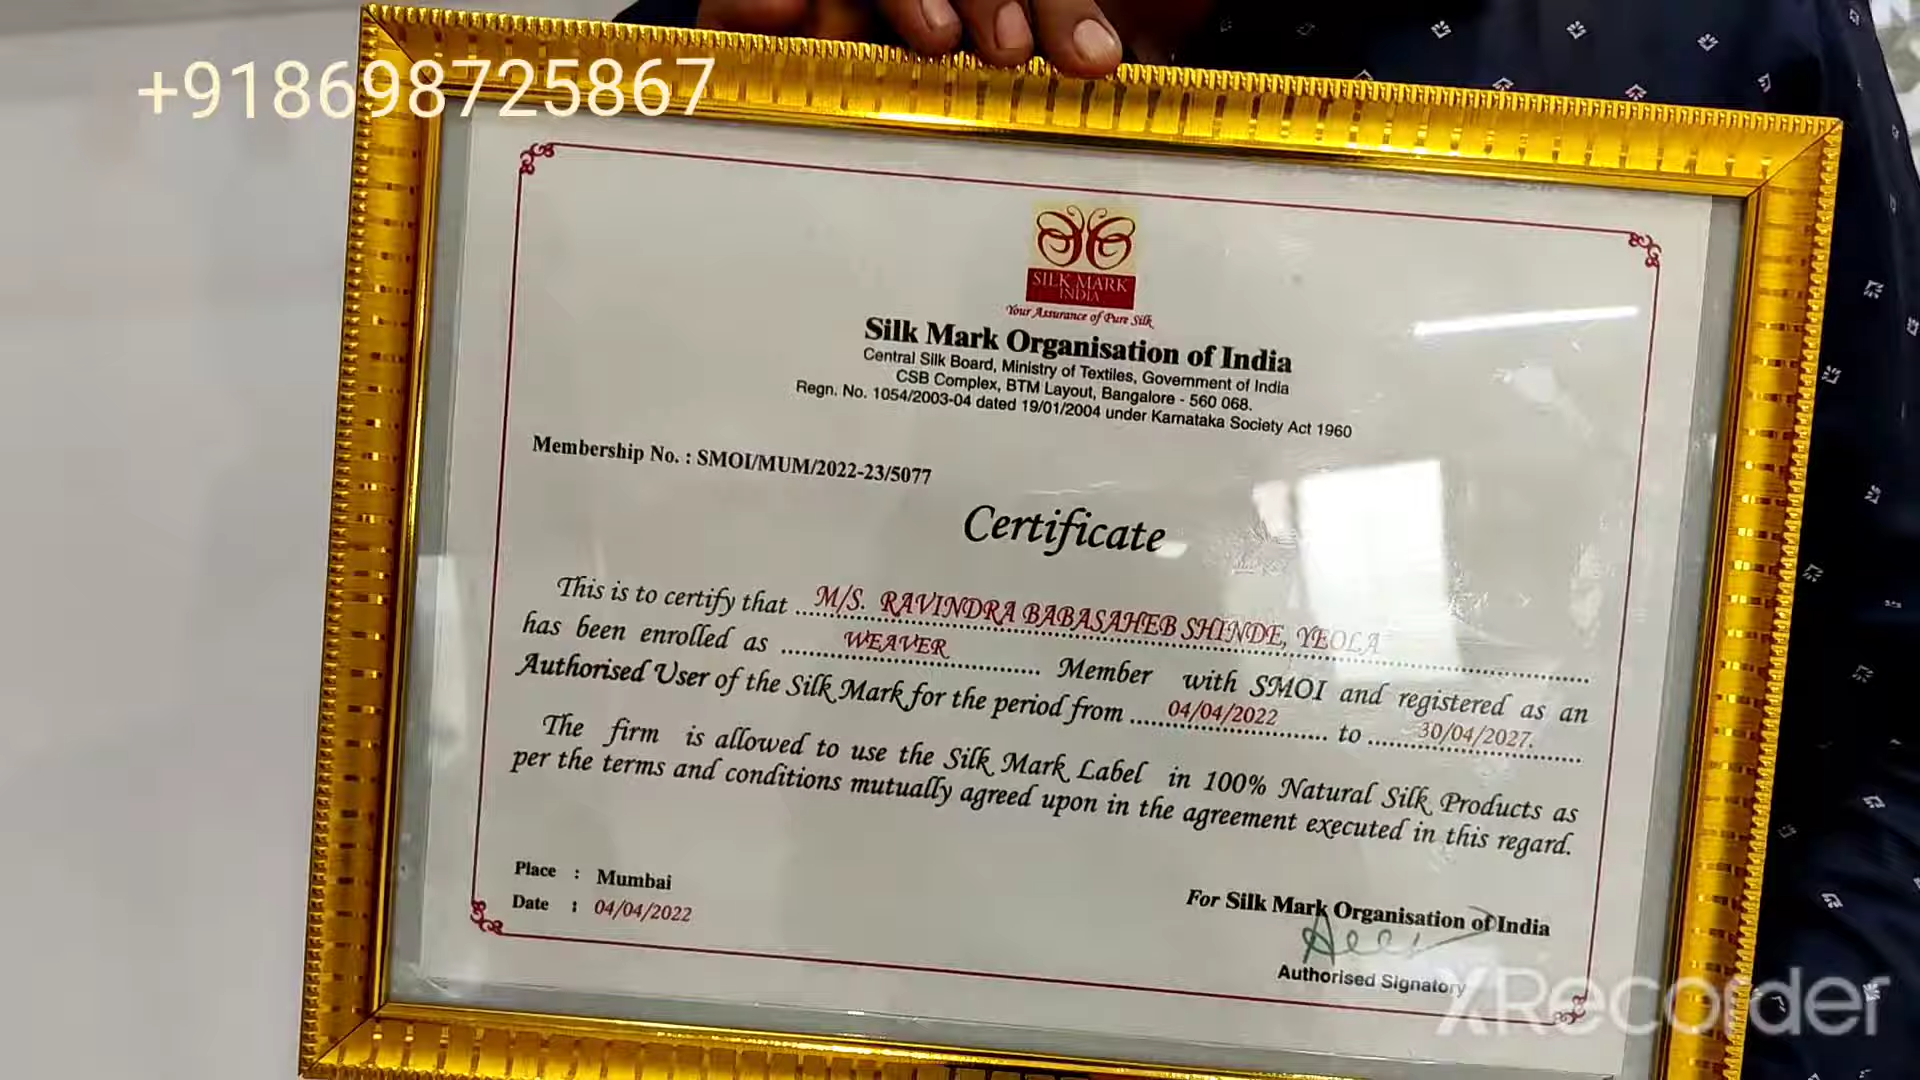 +918698725867
SILK MARK
INDIA
Your Assurance of Pure Silk
Silk Mark Organisation of India
Central Silk Board, Ministry of Textiles, Government of India
CSB Complex, BTM Layout, Bangalore - 560 068.
Regn. No. 1054/2003-04 dated 19/01/2004 under Karnataka Society Act 1960
Membership No. : SMOI/MUM/2022-23/5077
Certificate
This is to certify that M/S. RAVINDRA BABASAHEB SHINDE, YEOLA
has been enrolled as WEAVER Member with SMOI and registered as an
Authorised User of the Silk Mark for the period from 04/04/2022 to 30/04/2027.
The firm is allowed to use the Silk Mark Label in 100% Natural Silk Products as
per the terms and conditions mutually agreed upon in the agreement executed in this regard.
Place : Mumbai
Date : 04/04/2022
For Silk Mark Organisation of India
Authorised Signatory
XRecorder